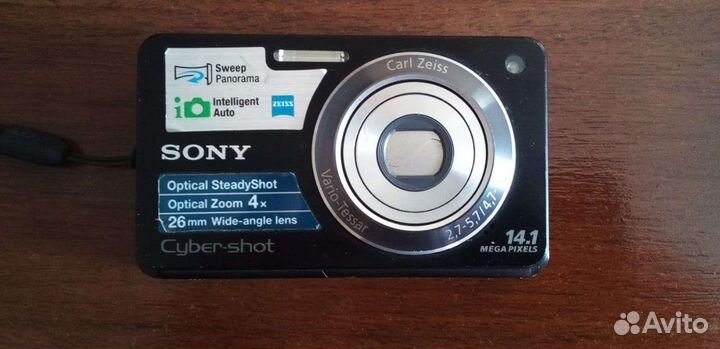 Sweep
Panorama
Intelligent
Auto
ZEISS
SONY
Optical SteadyShot
Optical Zoom 4x
26mm Wide-angle lens
Cyber-shot
Carl Zeiss
Vario-Tessar
2,7-5,7/4,7-
14.1
MEGA PIXELS
Avito